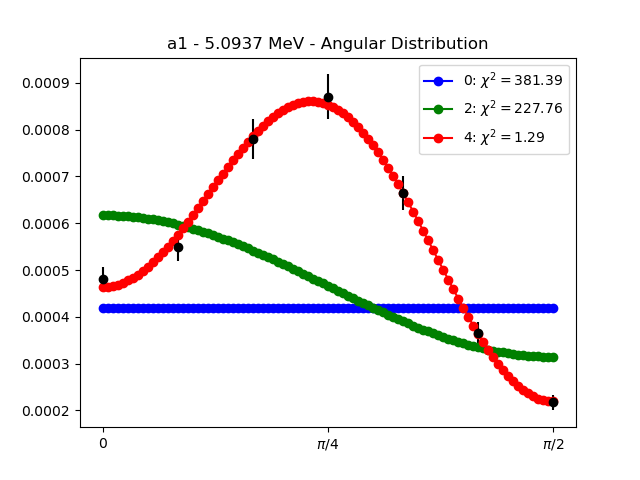 a1 - 5.0937 MeV - Angular Distribution
0: χ² = 381.39
2: χ² = 227.76
4: χ² = 1.29
0.0009
0.0008
0.0007
0.0006
0.0005
0.0004
0.0003
0.0002
0 π/4 π/2